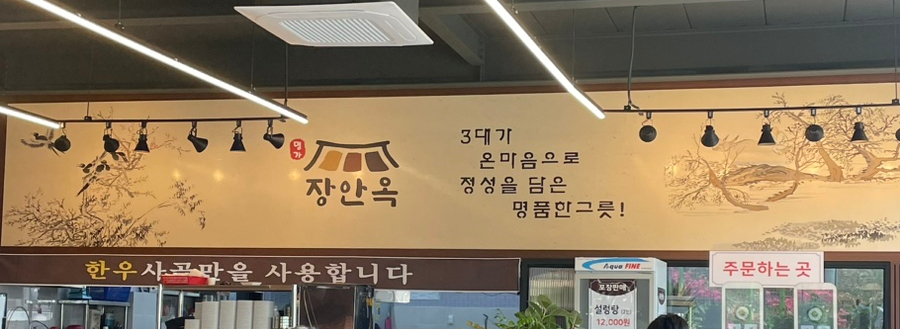 명가
장안옥
3대가
온마음으로
정성을 담은
명품한그릇!
한우사골만을 사용합니다
Aqua FINE
포장판매
설렁탕 (2인)
12,000원
주문하는 곳